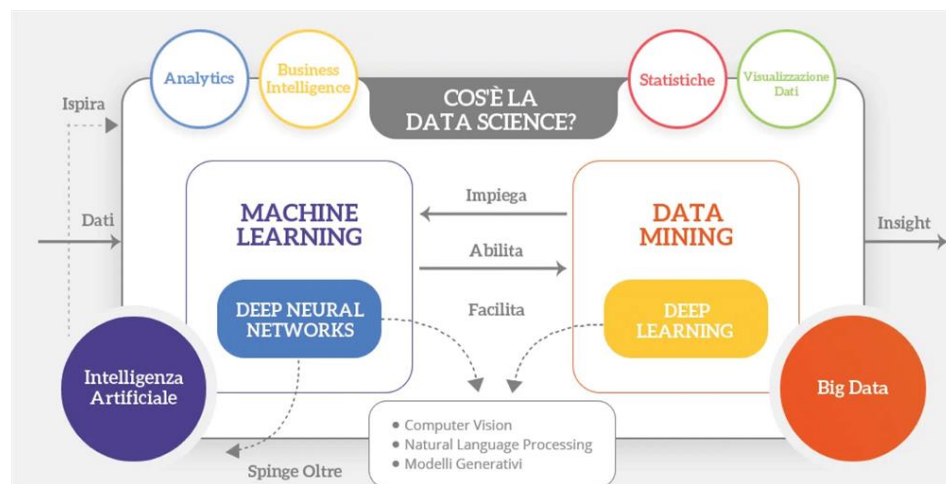 Analytics
Business
Intelligence
Statistiche
Visualizzazione
Dati
COS'È LA
DATA SCIENCE?
Ispira
Dati
MACHINE
LEARNING
Impiega
Abilita
Facilita
DATA
MINING
Insight
DEEP NEURAL
NETWORKS
DEEP
LEARNING
Intelligenza
Artificiale
Big Data
Spinge Oltre
• Computer Vision
• Natural Language Processing
• Modelli Generativi